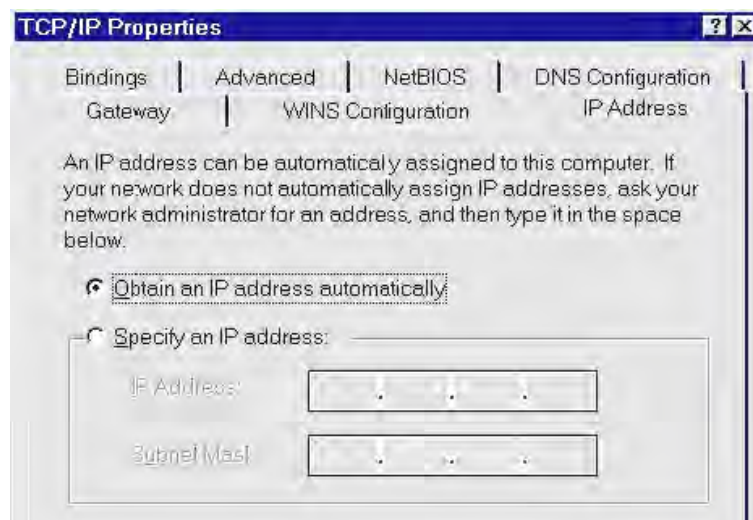 TCP/IP Properties
? X
Bindings Advanced NetBIOS DNS Configuration
Gateway WINS Configuration IP Address
An IP address can be automatically assigned to this computer. If
your network does not automatically assign IP addresses, ask your
network administrator for an address, and then type it in the space
below.
Obtain an IP address automatically
Specify an IP address:
IP Address:
. . .
Subnet Mask
. . .